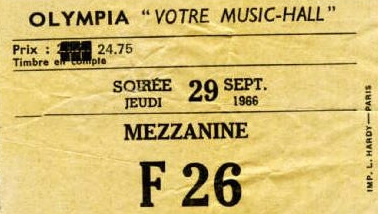 OLYMPIA "VOTRE MUSIC-HALL"
Prix : 24.75
Timbre en compte
SOIRÉE 29 SEPT.
JEUDI 1966
MEZZANINE
F 26
IMP. L. HARDY—PARIS